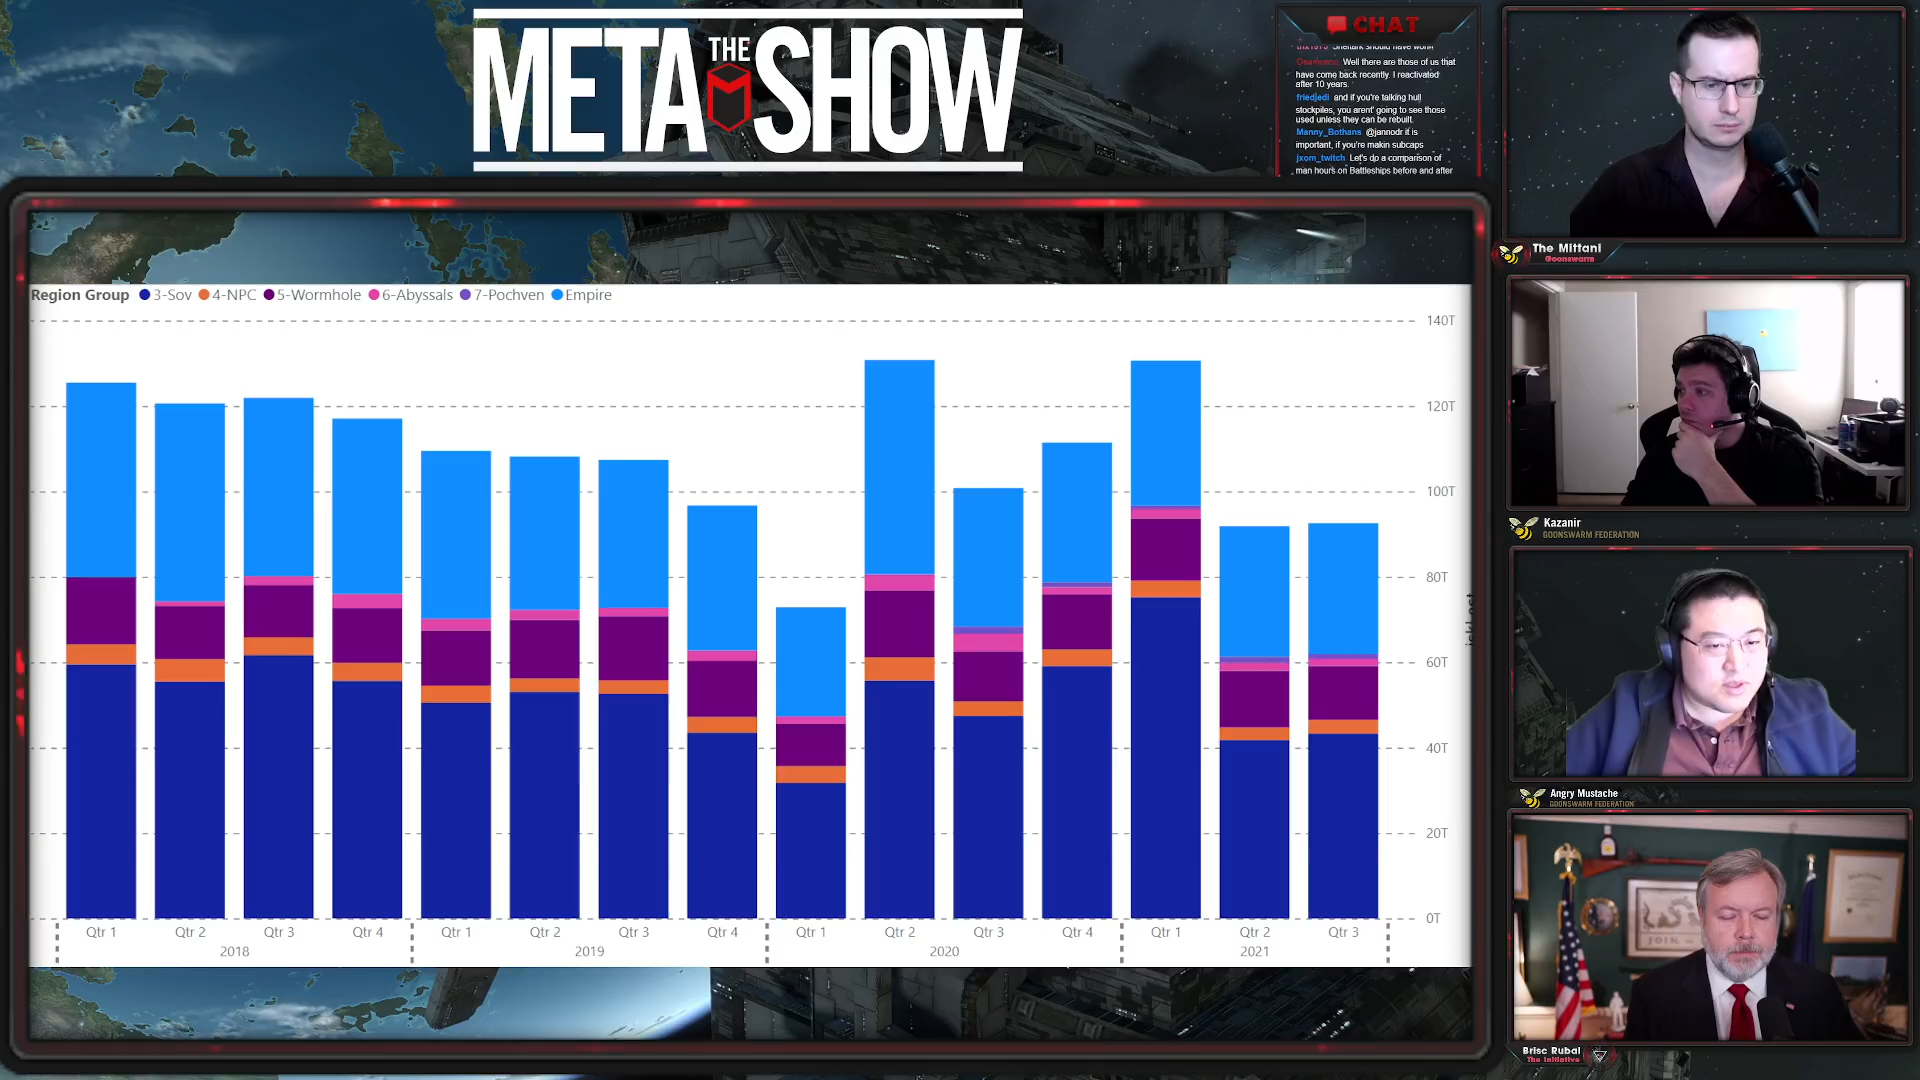 META THE SHOW
CHAT
Shentark should have won!!
Well there are those of us that
have come back recently. I reactivated
after 10 years.
friedjedi and if you're talking hull
stockpiles, you arent' going to see those
used unless they can be rebuilt.
Manny_Bothans @jannodr it is
important, if you're makin subcaps
jxom_twitch Let's do a comparison of
man hours on Battleships before and after
The Mittani
Goonswarm
Region Group 3-Sov 4-NPC 5-Wormhole 6-Abyssals 7-Pochven Empire
140T
120T
100T
80T
60T
40T
20T
0T
Qtr 1 Qtr 2 Qtr 3 Qtr 4 Qtr 1 Qtr 2 Qtr 3 Qtr 4 Qtr 1 Qtr 2 Qtr 3 Qtr 4 Qtr 1 Qtr 2 Qtr 3
2018 2019 2020 2021
Kazanir
GOONSWARM FEDERATION
Angry Mustache
GOONSWARM FEDERATION
JOIN
Brisc Rubal
The Initiative